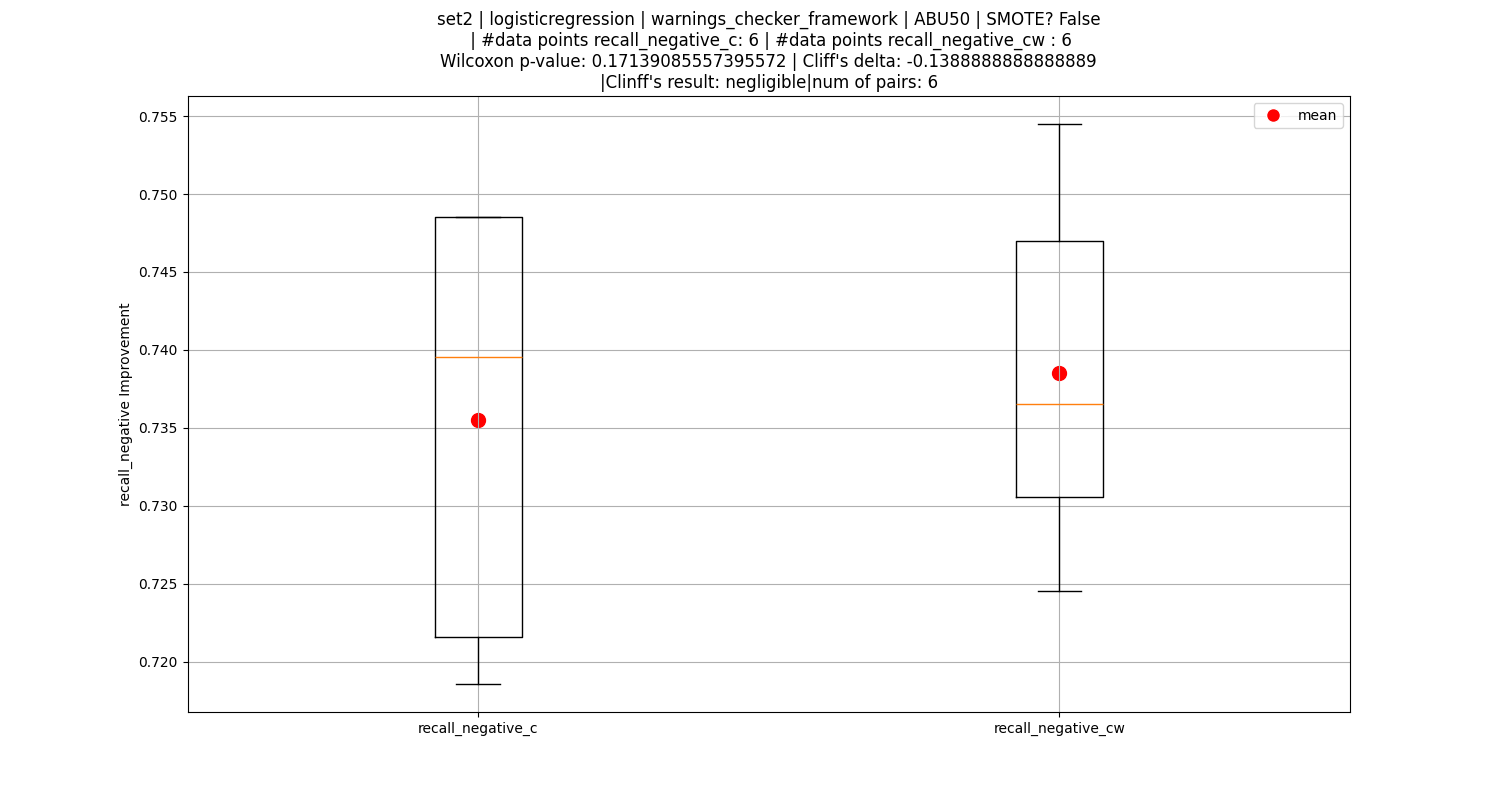 set2 | logisticregression | warnings_checker_framework | ABU50 | SMOTE? False
| #data points recall_negative_c: 6 | #data points recall_negative_cw : 6
Wilcoxon p-value: 0.17139085557395572 | Cliff's delta: -0.1388888888888889
|Clinff's result: negligible|num of pairs: 6
mean
recall_negative Improvement
0.755
0.750
0.745
0.740
0.735
0.730
0.725
0.720
recall_negative_c
recall_negative_cw